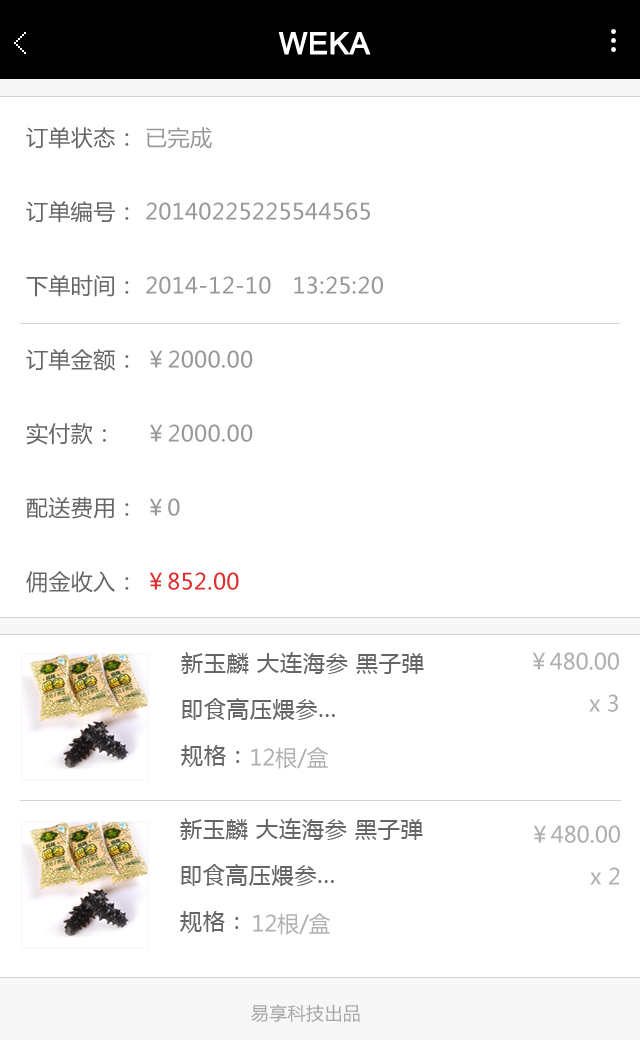 WEKA
订单状态： 已完成
订单编号： 20140225225544565
下单时间： 2014-12-10 13:25:20
订单金额： ￥2000.00
实付款： ￥2000.00
配送费用： ￥0
佣金收入： ￥852.00
新玉麟 大连海参 黑子弹 ￥480.00
即食高压煨参... x 3
规格：12根/盒
新玉麟 大连海参 黑子弹 ￥480.00
即食高压煨参... x 2
规格：12根/盒
易享科技出品